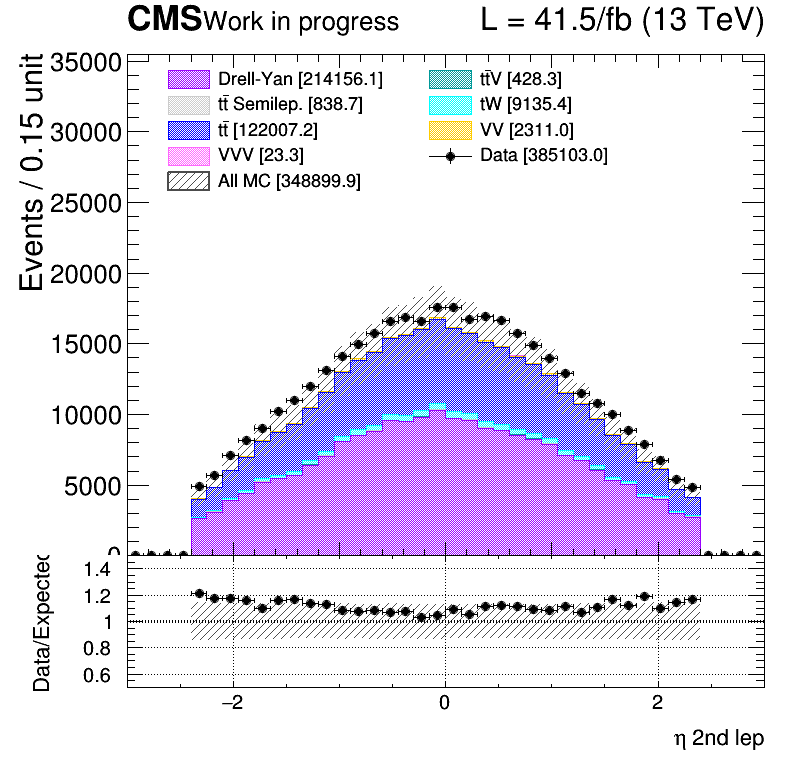 CMS Work in progress L = 41.5/fb (13 TeV)
Events / 0.15 unit
35000
30000
25000
20000
15000
10000
5000
0
Drell-Yan [214156.1]
tt̄V [428.3]
tt̄ Semilep. [838.7]
tW [9135.4]
tt̄ [122007.2]
VV [2311.0]
VVV [23.3]
Data [385103.0]
All MC [348899.9]
Data/Expected
1.4
1.2
1
0.8
0.6
−2 0 2
η 2nd lep